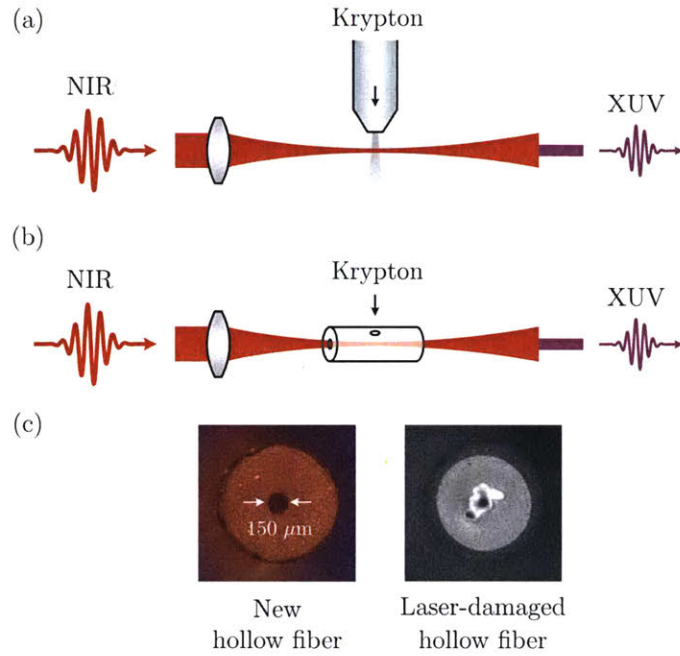 (a)
Krypton
NIR
XUV
(b)
Krypton
NIR
XUV
(c)
150 μm
New
hollow fiber
Laser-damaged
hollow fiber